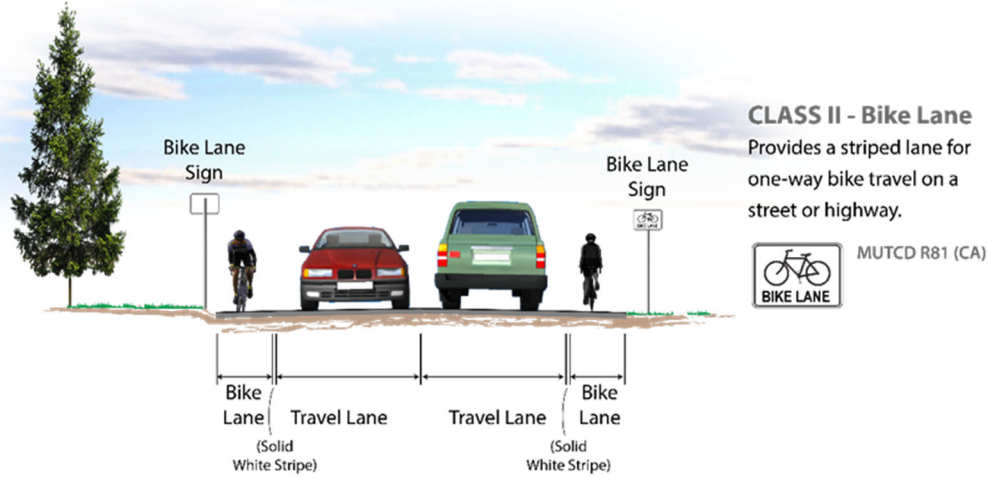 CLASS II - Bike Lane
Provides a striped lane for
one-way bike travel on a
street or highway.
MUTCD R81 (CA)
BIKE LANE
Bike Lane
Sign
Bike Lane
Sign
BIKE LANE
Bike
Lane
Travel Lane
Travel Lane
Bike
Lane
(Solid
White Stripe)
(Solid
White Stripe)